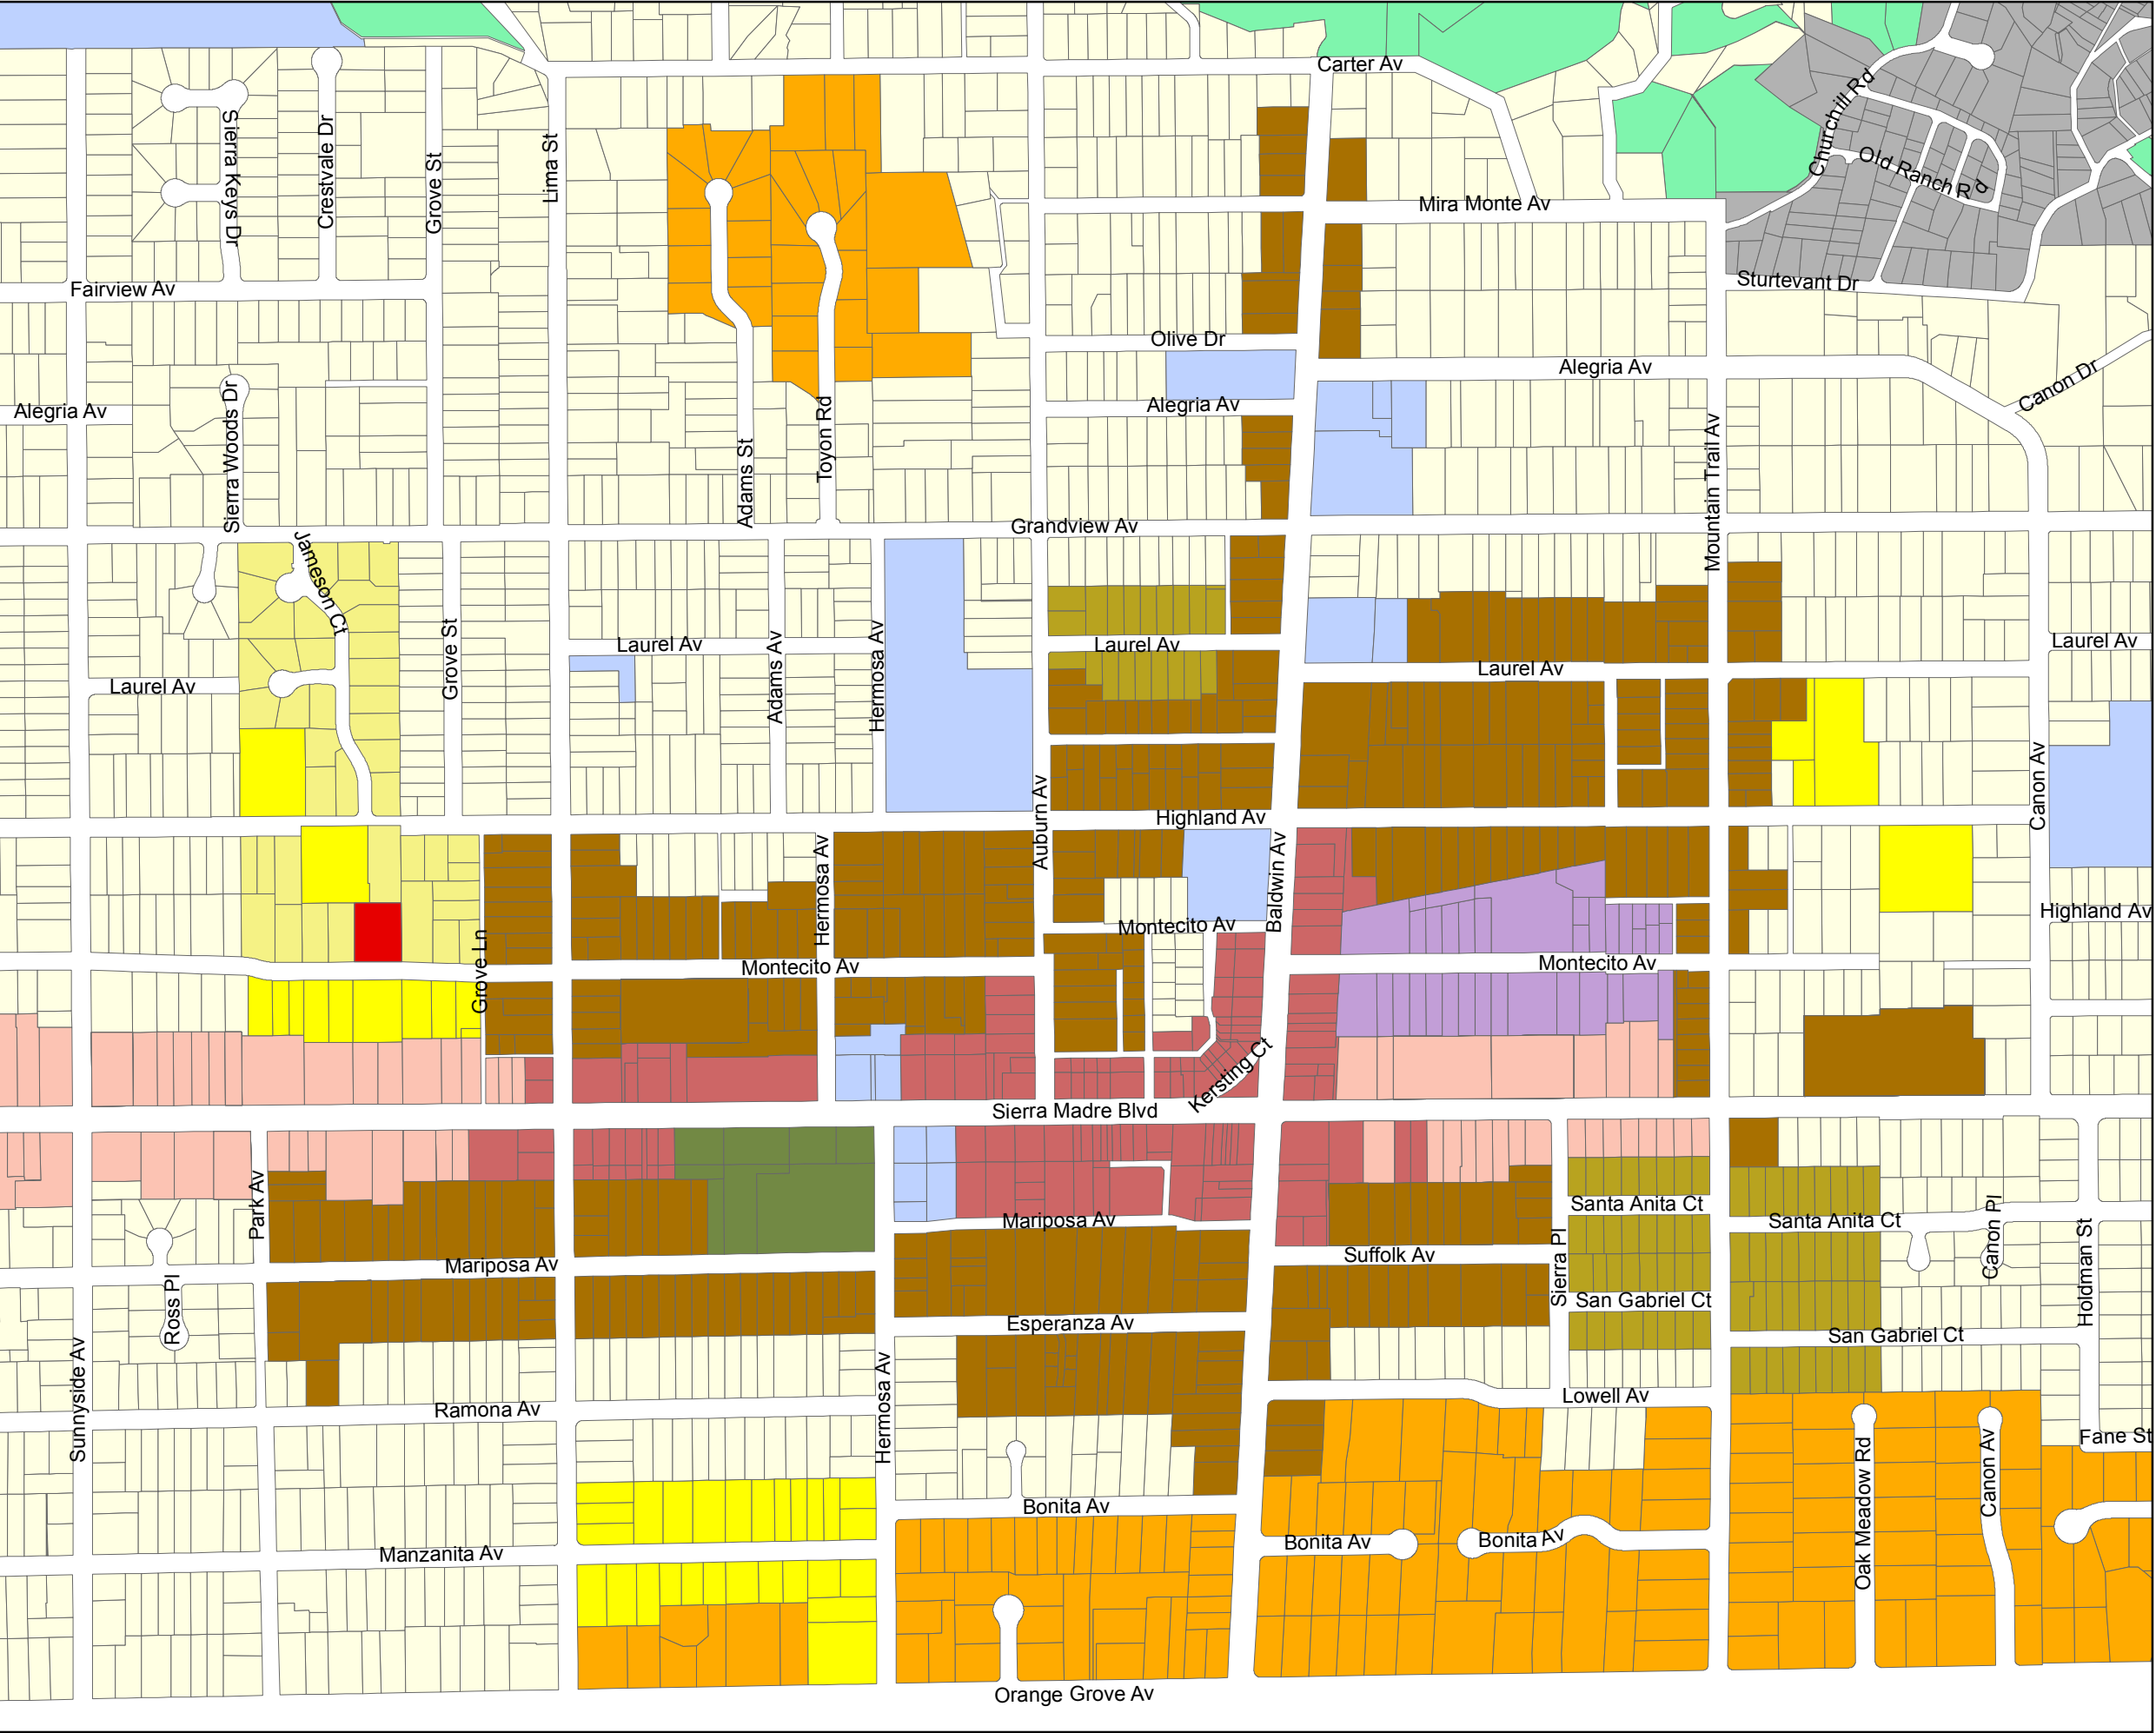 Carter Av
Churchill Rd
Sierra Keys Dr
Crestvale Dr
Grove St
Lima St
Old Ranch Rd
Mira Monte Av
Fairview Av
Sturtevant Dr
Olive Dr
Alegria Av
Canon Dr
Alegria Av
Alegria Av
Sierra Woods Dr
Adams St
Toyon Rd
Mountain Trail Av
Grandview Av
Jameson Ct
Grove St
Laurel Av
Adams Av
Hermosa Av
Laurel Av
Laurel Av
Laurel Av
Laurel Av
Auburn Av
Highland Av
Canon Av
Baldwin Av
Hermosa Av
Highland Av
Montecito Av
Grove Ln
Montecito Av
Montecito Av
Kersting Ct
Sierra Madre Blvd
Park Av
Santa Anita Ct
Mariposa Av
Santa Anita Ct
Canon Pl
Holdman St
Mariposa Av
Suffolk Av
Sierra Pl
Ross Pl
San Gabriel Ct
Esperanza Av
San Gabriel Ct
Sunnyside Av
Hermosa Av
Lowell Av
Ramona Av
Fane St
Oak Meadow Rd
Canon Av
Bonita Av
Bonita Av
Bonita Av
Manzanita Av
Orange Grove Av